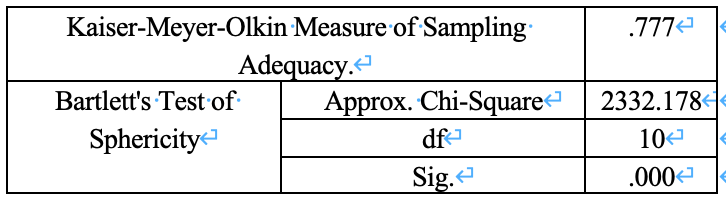 Kaiser-Meyer-Olkin Measure of Sampling
Adequacy.
.777
Bartlett's Test of
Sphericity
Approx. Chi-Square
2332.178
df
10
Sig.
.000